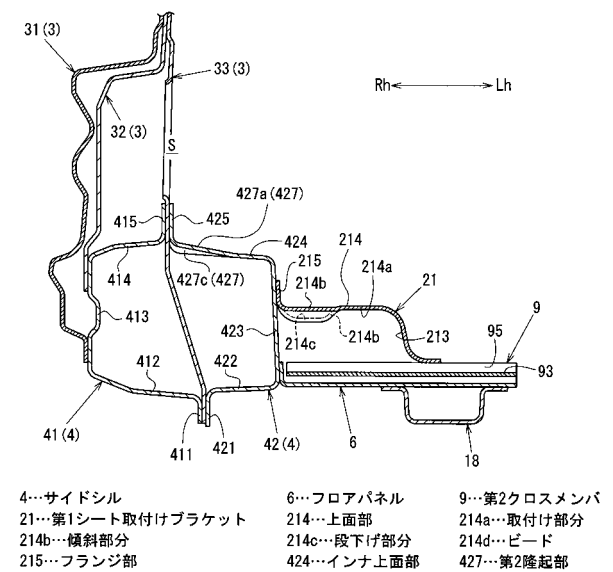 31(3)
33(3)
Rh
Lh
32(3)
S
427a(427)
415
425
424
215
214
414
214b
214a
21
427c(427)
9
413
423
95
214c
214b
213
93
412
422
41(4)
411
421
42(4)
6
18
4…サイドシル
6…フロアパネル
9…第2クロスメンバ
21…第1シート取付けブラケット
214…上面部
214a…取付け部分
214b…傾斜部分
214c…段下げ部分
214d…ビード
215…フランジ部
424…インナ上面部
427…第2隆起部